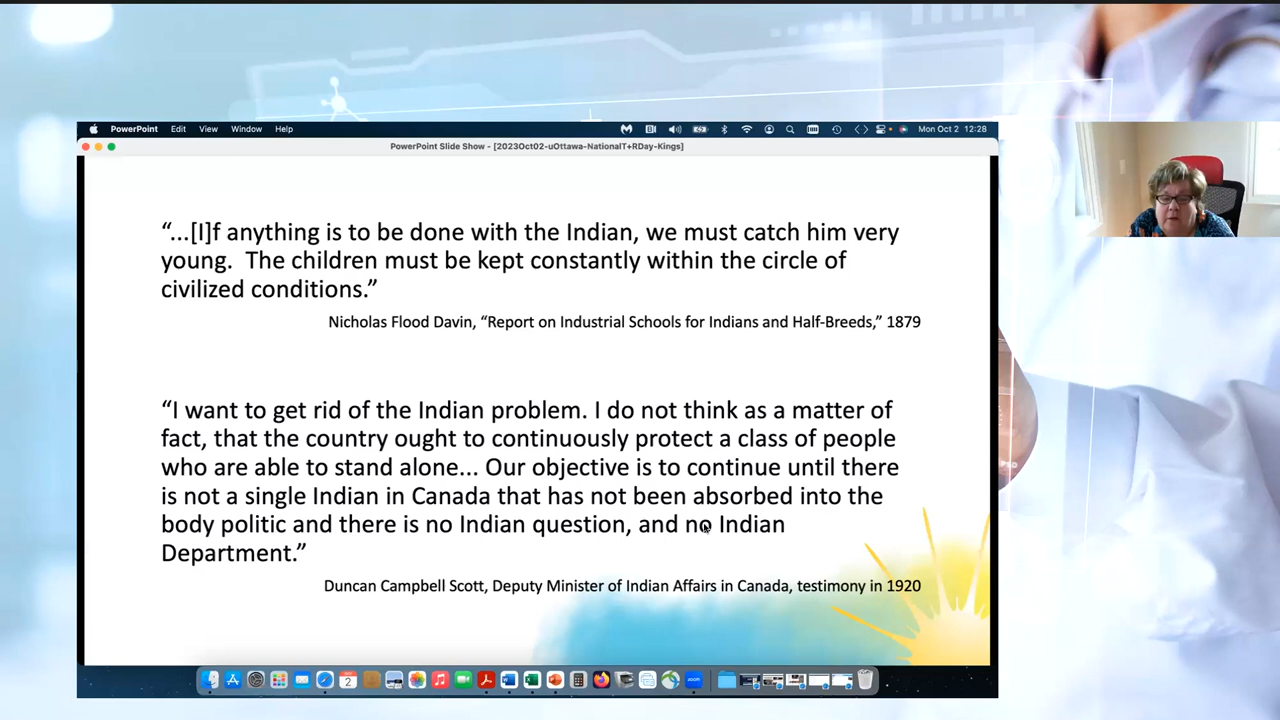 PowerPoint Edit View Window Help
Mon Oct 2 12:28
PowerPoint Slide Show - [2023Oct02-uOttawa-NationalT+RDay-Kings]
“...[I]f anything is to be done with the Indian, we must catch him very
young.  The children must be kept constantly within the circle of
civilized conditions.”
Nicholas Flood Davin, “Report on Industrial Schools for Indians and Half-Breeds,” 1879
“I want to get rid of the Indian problem. I do not think as a matter of
fact, that the country ought to continuously protect a class of people
who are able to stand alone... Our objective is to continue until there
is not a single Indian in Canada that has not been absorbed into the
body politic and there is no Indian question, and no Indian
Department.”
Duncan Campbell Scott, Deputy Minister of Indian Affairs in Canada, testimony in 1920
2
zoom